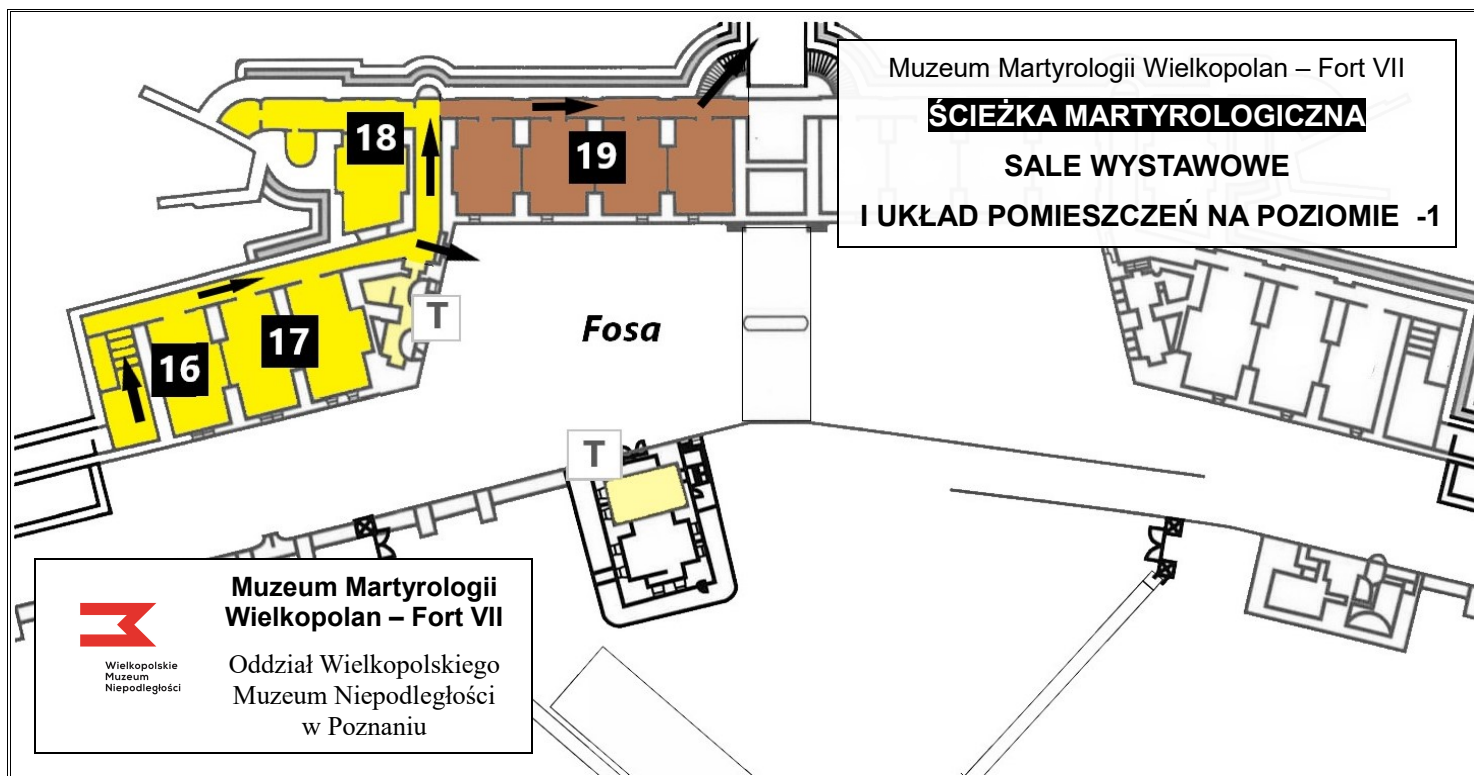 Muzeum Martyrologii Wielkopolan – Fort VII
ŚCIEŻKA MARTYROLOGICZNA
SALE WYSTAWOWE
I UKŁAD POMIESZCZEŃ NA POZIOMIE -1
18
19
T
Fosa
17
16
T
Muzeum Martyrologii
Wielkopolan – Fort VII
Oddział Wielkopolskiego
Muzeum Niepodległości
w Poznaniu
Wielkopolskie
Muzeum
Niepodległości